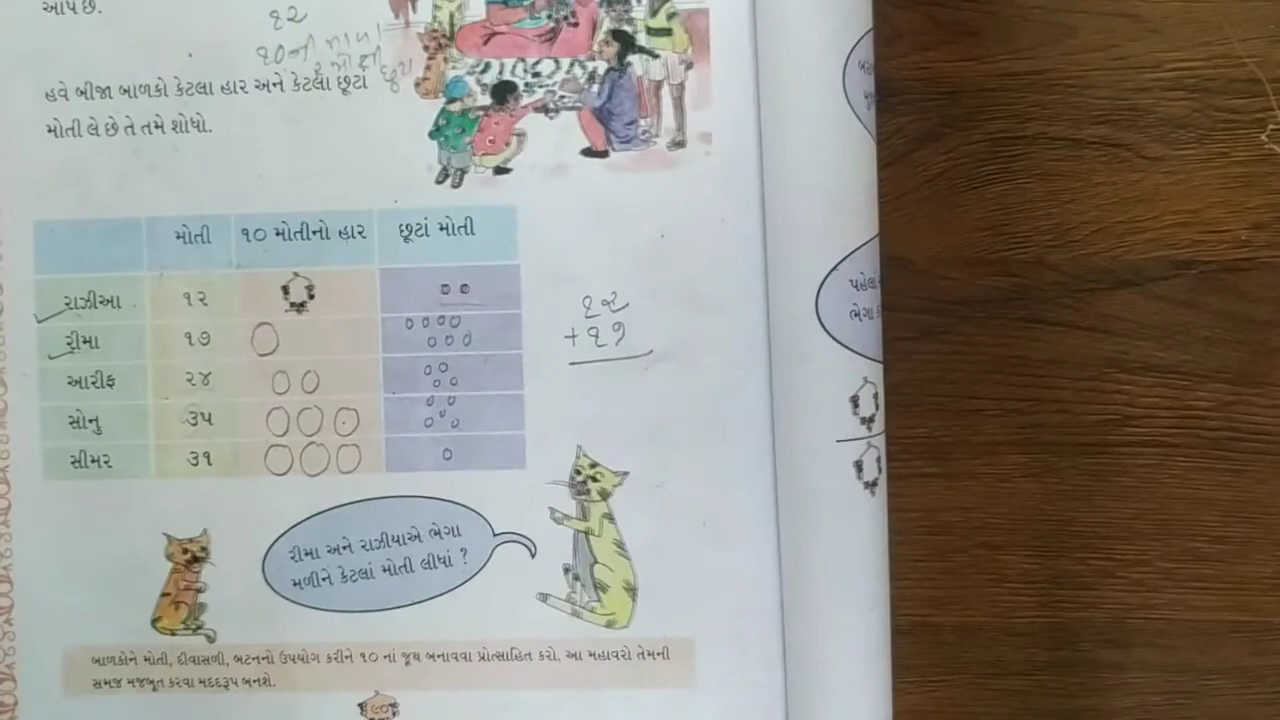 આપે છે.
૧૨
૧૦ની માળા
હવે બીજા બાળકો કેટલા હાર અને કેટલા છૂટાં
મોતી લે છે તે તમે શોધો.
મોતી ૧૦ મોતીનો હાર છૂટાં મોતી
રાઝીઆ ૧૨
રીમા ૧૭
આરીફ ૨૪
સોનુ ૩૫
સીમર ૩૧
૧૨
+૧૭
રીમા અને રાઝીયાએ ભેગા
મળીને કેટલાં મોતી લીધાં ?
બાળકોને મોતી, દીવાસળી, બટનનો ઉપયોગ કરીને ૧૦ નાં જૂથ બનાવવા પ્રોત્સાહિત કરો. આ મહાવરો તેમની
સમજ મજબૂત કરવા મદદરૂપ બનશે.
૯૦
પહેલાં